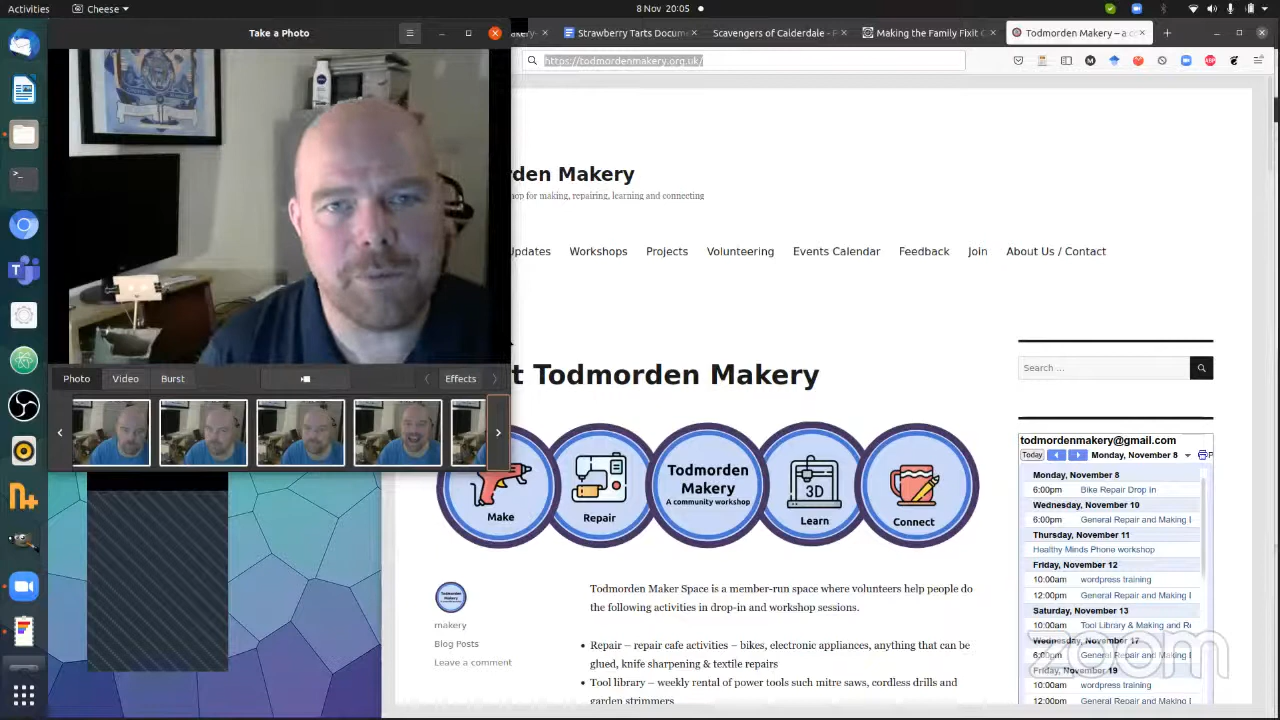 Activities
Cheese
8 Nov 20:05
Take a Photo
Strawberry Tarts Docume
Scavengers of Calderdale - F
Making the Family Fixit C
Todmorden Makery – a c
https://todmordenmakery.org.uk/
rden Makery
shop for making, repairing, learning and connecting
Updates Workshops Projects Volunteering Events Calendar Feedback Join About Us / Contact
t Todmorden Makery
Search …
Photo Video Burst Effects
Make
Repair
Todmorden
Makery
A community workshop
3D
Learn
Connect
Todmorden
Makery
makery
Blog Posts
Leave a comment
Todmorden Maker Space is a member-run space where volunteers help people do
the following activities in drop-in and workshop sessions.
• Repair – repair cafe activities – bikes, electronic appliances, anything that can be
glued, knife sharpening & textile repairs
• Tool library – weekly rental of power tools such mitre saws, cordless drills and
garden strimmers
todmordenmakery@gmail.com
Today Monday, November 8
Monday, November 8
6:00pm Bike Repair Drop In
Wednesday, November 10
6:00pm General Repair and Making
Thursday, November 11
Healthy Minds Phone workshop
Friday, November 12
10:00am wordpress training
12:00pm General Repair and Making
Saturday, November 13
10:00am Tool Library & Making and Re
Wednesday, November 17
6:00pm General Repair and Making
Friday, November 19
10:00am wordpress training
12:00pm General Repair and Making
zoom